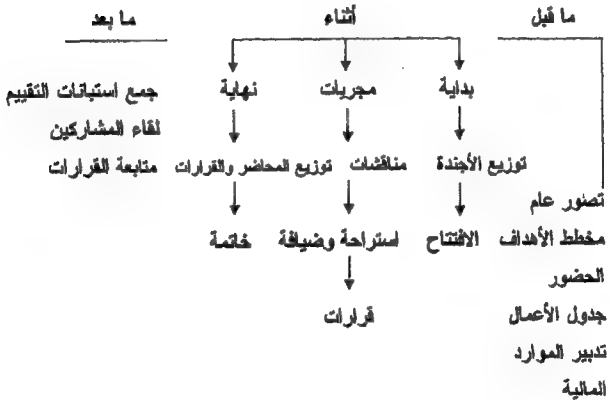 ما قبل
أثناء
ما بعد
بداية
مجريات
نهاية
جمع استبانات التقييم
لقاء المشاركين
توزيع الأجندة
مناقشات
توزيع المحاضر والقرارات
متابعة القرارات
تصور عام
مخطط الأهداف
الافتتاح
استراحة وضيافة
خاتمة
الحضور
جدول الأعمال
قرارات
تدبير الموارد
المالية